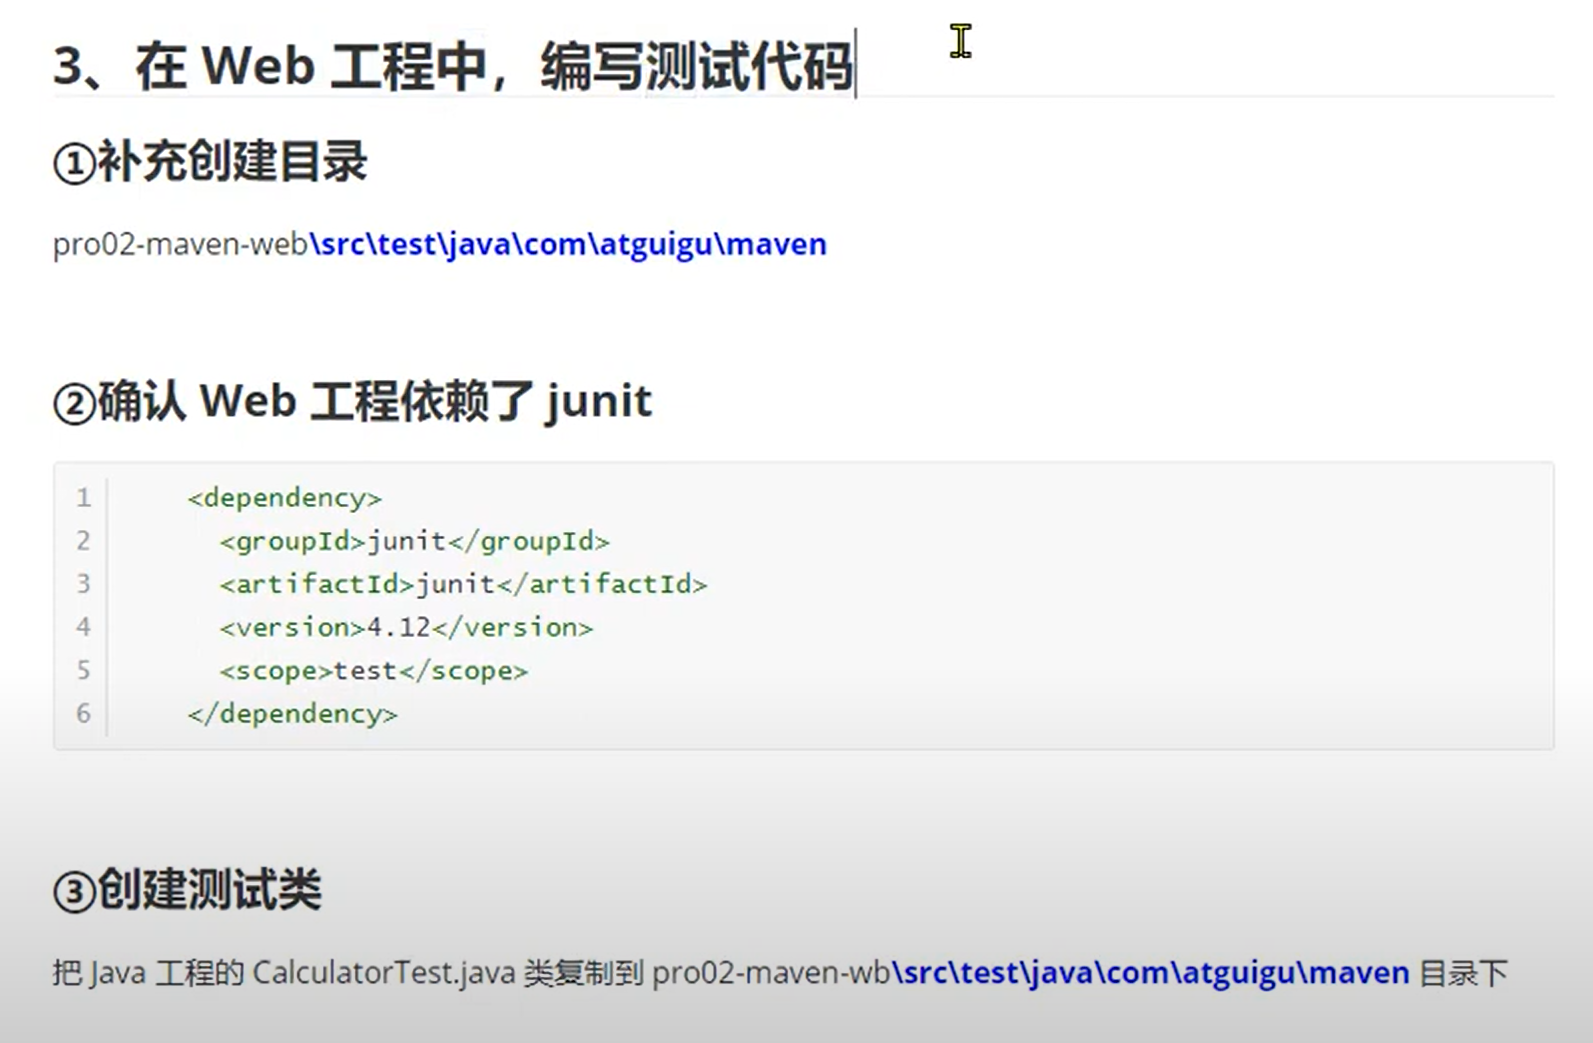 3、在 Web 工程中，编写测试代码
①补充创建目录
pro02-maven-web\src\test\java\com\atguigu\maven
②确认 Web 工程依赖了 junit
1 <dependency>
2 <groupId>junit</groupId>
3 <artifactId>junit</artifactId>
4 <version>4.12</version>
5 <scope>test</scope>
6 </dependency>
③创建测试类
把 Java 工程的 CalculatorTest.java 类复制到 pro02-maven-wb\src\test\java\com\atguigu\maven 目录下